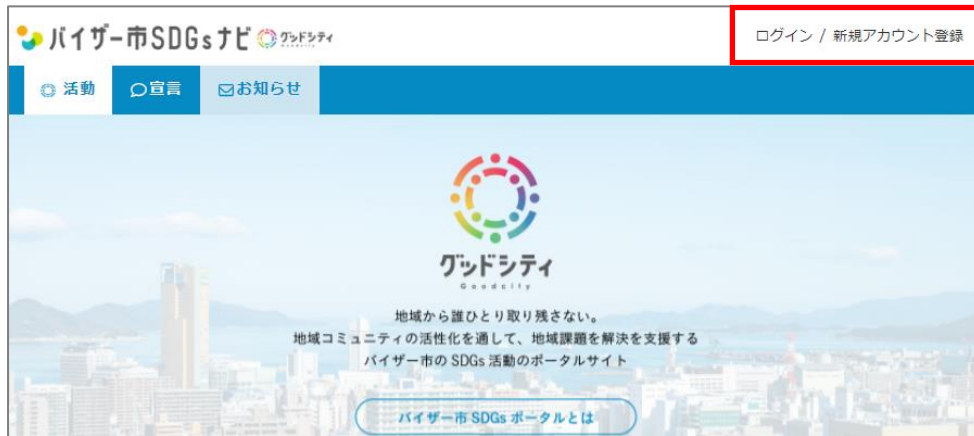 バイザー市SDGsナビ グッドシティ Goodcity
ログイン / 新規アカウント登録
活動 宣言 お知らせ
グッドシティ
Goodcity
地域から誰ひとり取り残さない。
地域コミュニティの活性化を通して、地域課題を解決を支援する
バイザー市の SDGs 活動のポータルサイト
バイザー市 SDGs ポータルとは